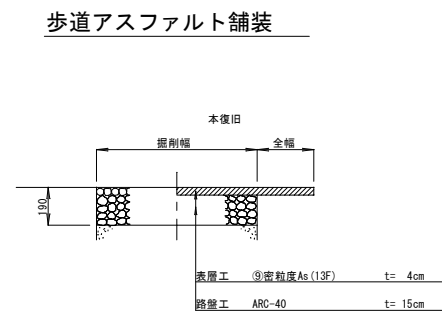 歩道アスファルト舗装
本復旧
掘削幅 全幅
190
表層工 ⑨密粒度As(13F) t= 4cm
路盤工 ARC-40 t= 15cm